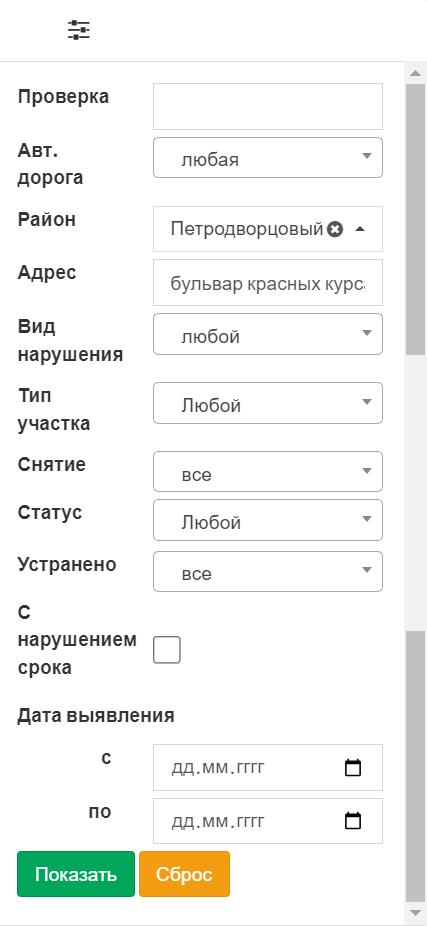 Проверка
Авт.
дорога
любая
Район
Петродворцовый
Адрес
бульвар красных курса
Вид
нарушения
любой
Тип
участка
Любой
Снятие
все
Статус
Любой
Устранено
все
С
нарушением
срока
Дата выявления
с
дд.мм.гггг
по
дд.мм.гггг
Показать
Сброс